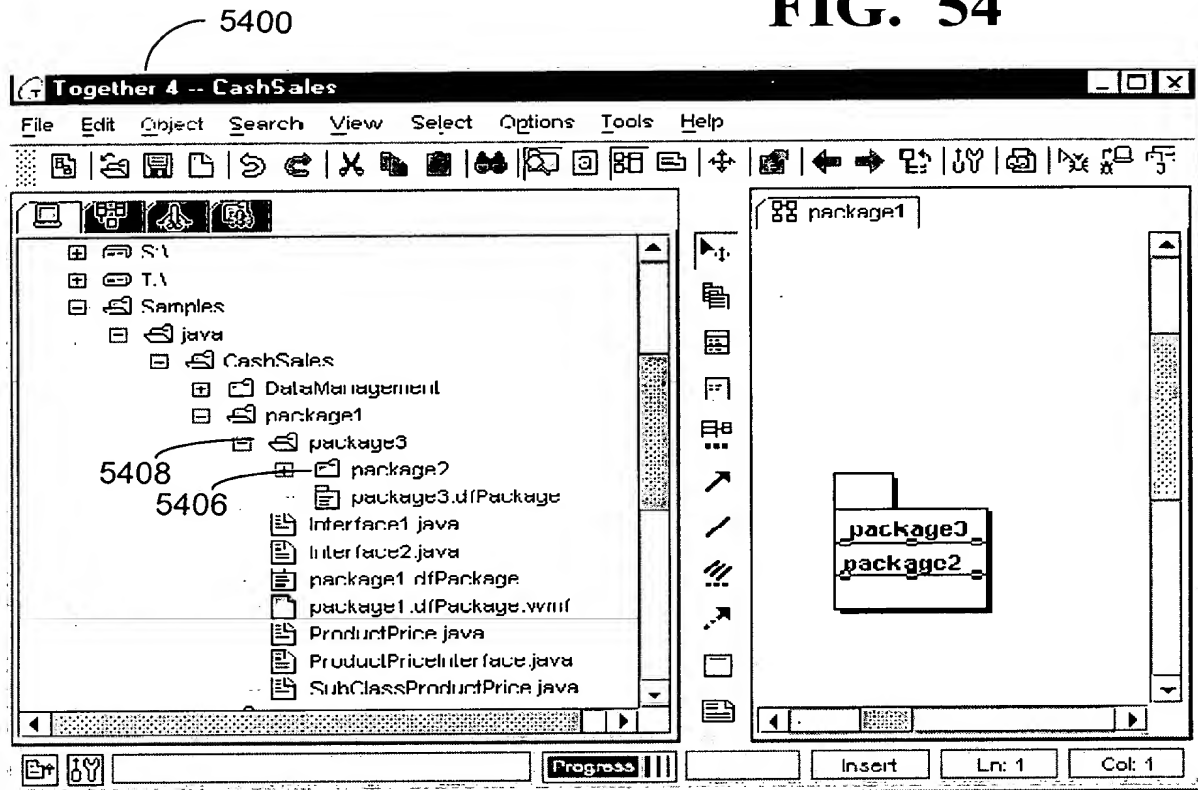 FIG. 54
5400
Together 4 -- CashSales
File Edit Object Search View Select Options Tools Help
package1
S:\
T:\
Samples
java
CashSales
DataManagement
package1
package3
5408
package2
5406
package3.dfPackage
Interface1.java
Interface2.java
package1.dfPackage
package1.dfPackage.wmf
ProductPrice.java
ProductPriceInterface.java
SubClassProductPrice.java
package3
package2
Progress
Insert
Ln: 1
Col: 1